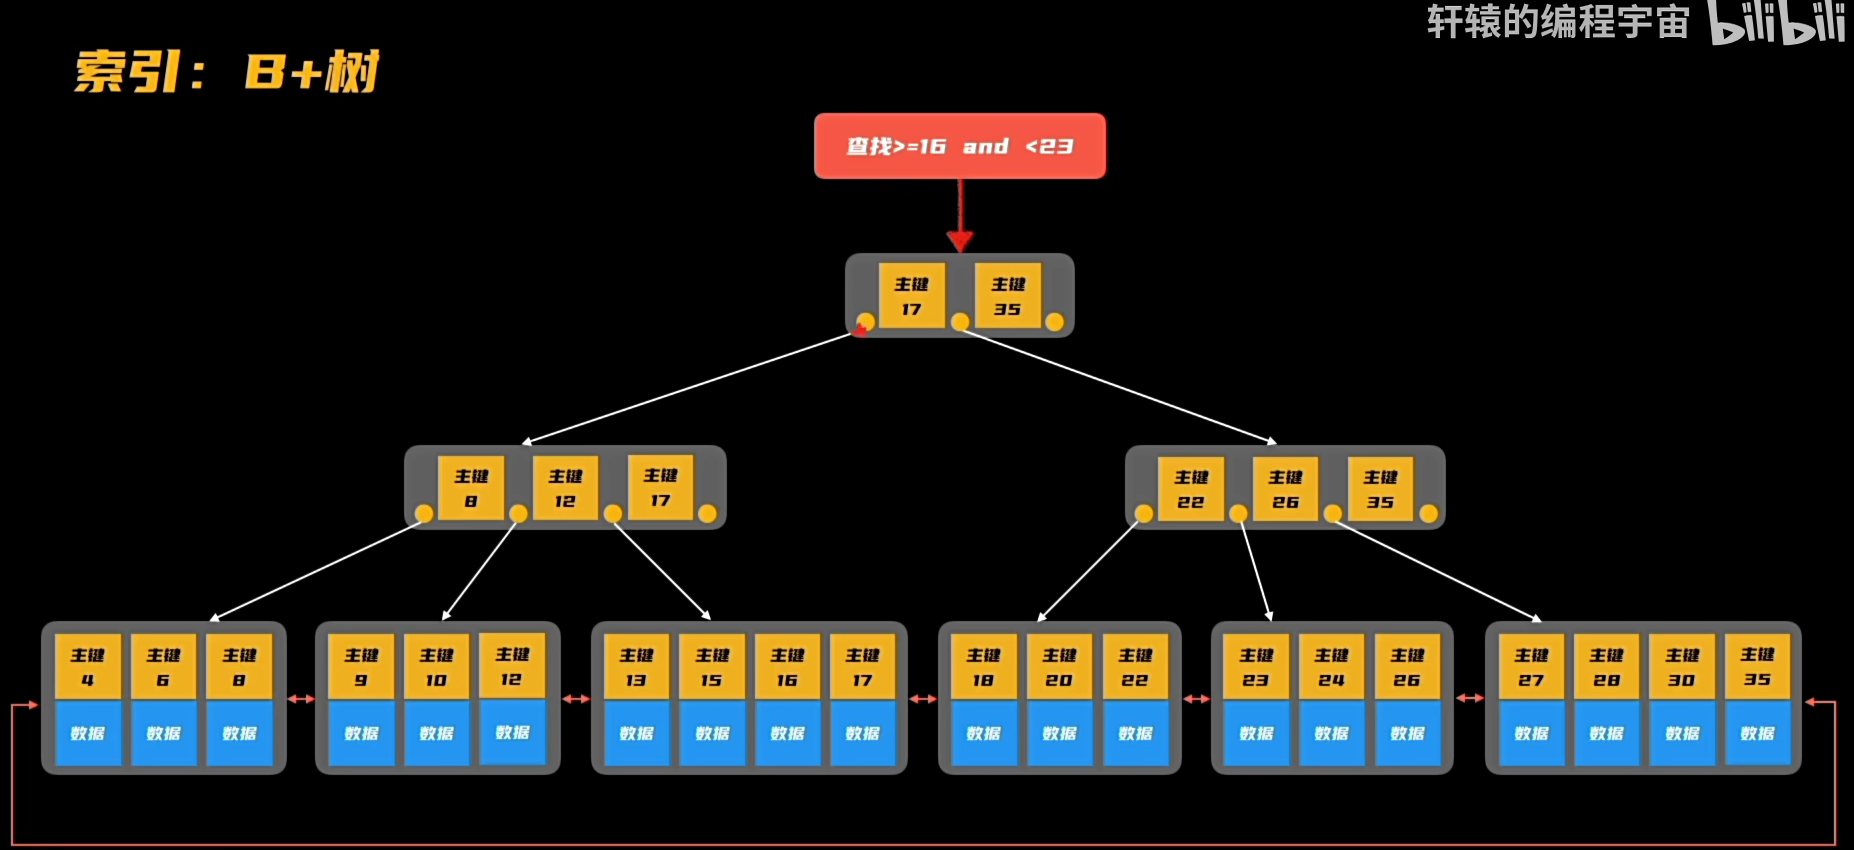 轩辕的编程宇宙 bilibili
索引：B+树
查找>=16 and <23
主键 主键
17 35
主键 主键 主键
8 12 17
主键 主键 主键
22 26 35
主键 主键 主键
4 6 8
数据 数据 数据
主键 主键 主键
9 10 12
数据 数据 数据
主键 主键 主键 主键
13 15 16 17
数据 数据 数据 数据
主键 主键 主键
18 20 22
数据 数据 数据
主键 主键 主键
23 24 26
数据 数据 数据
主键 主键 主键 主键
27 28 30 35
数据 数据 数据 数据